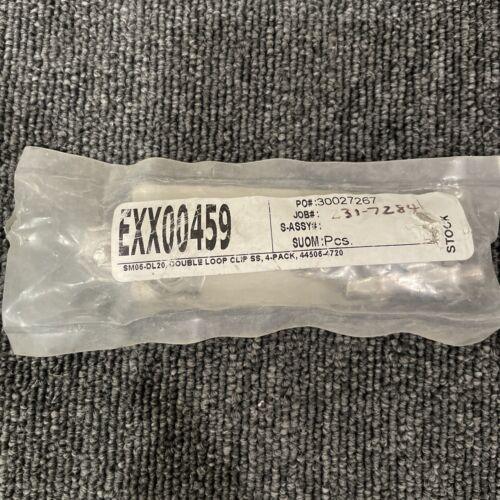 EXX00459
PO#:30027267
JOB#: 231-7284
S-ASSY#:
SUOM:Pcs.
STOCK
SM05-DL20, DOUBLE LOOP CLIP SS, 4-PACK, 44506-4720